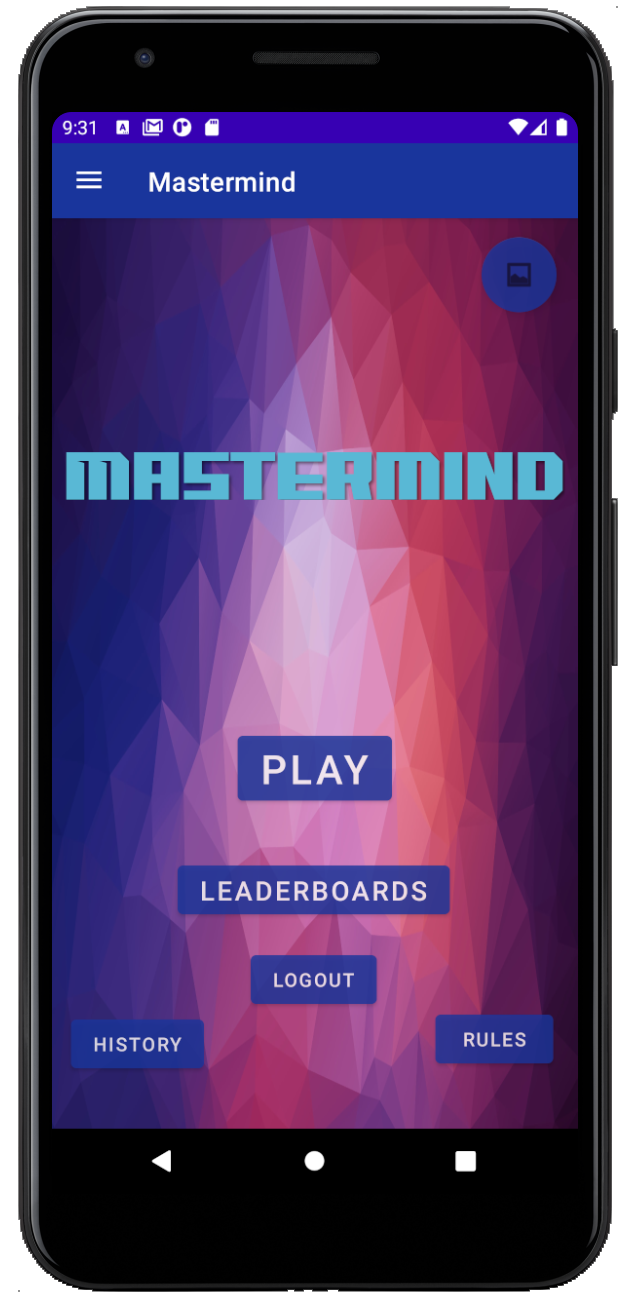 9:31
Mastermind
MASTERMIND
PLAY
LEADERBOARDS
LOGOUT
HISTORY
RULES